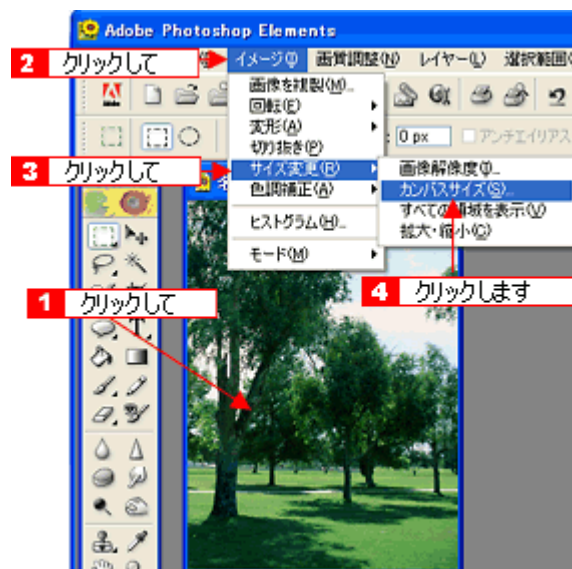 Adobe Photoshop Elements
2 クリックして
イメージ(I) 画質調整(N) レイヤー(L) 選択範囲(
画像を複製(M)...
回転(E)
変形(A)
切り抜き(P)
: 0 px アンチエイリアス
3 クリックして
サイズ変更(R)
画像解像度(I)...
色調補正(A)
カンバスサイズ(S)...
すべての領域を表示(V)
ヒストグラム(H)...
拡大・縮小(C)
モード(M)
1 クリックして
4 クリックします